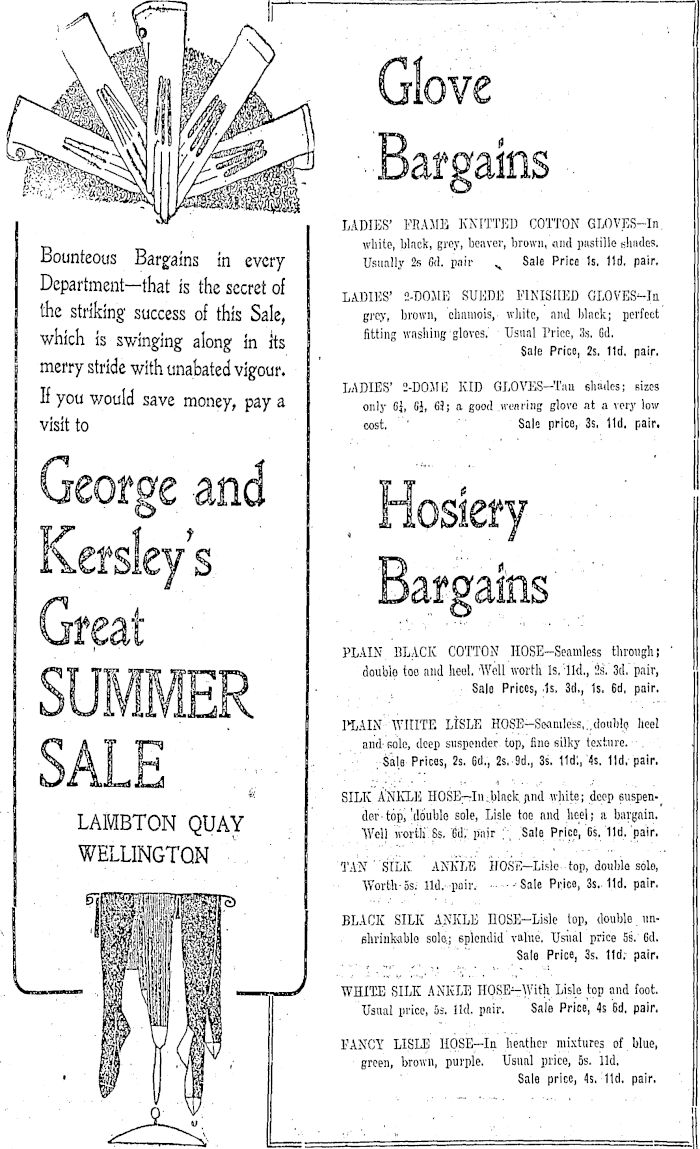 Bounteous Bargains in every
Department—that is the secret of
the striking success of this Sale,
which is swinging along in its
merry stride with unabated vigour.
If you would save money, pay a
visit to
George and
Kersley's
Great
SUMMER
SALE
LAMBTON QUAY
WELLINGTON
Glove
Bargains
LADIES' FRAME KNITTED COTTON GLOVES—In
white, black, grey, beaver, brown, and pastille shades.
Usually 2s 6d. pair Sale Price 1s. 11d. pair.
LADIES' 2-DOME SUEDE FINISHED GLOVES—In
grey, brown, chamois, white, and black; perfect
fitting washing gloves. Usual Price, 3s. 6d.
Sale Price, 2s. 11d. pair.
LADIES' 2-DOME KID GLOVES—Tan shades; sizes
only 6¼, 6½, 6¾; a good wearing glove at a very low
cost. Sale price, 3s. 11d. pair.
Hosiery
Bargains
PLAIN BLACK COTTON HOSE—Seamless through;
double toe and heel. Well worth 1s. 11d., 2s. 3d. pair,
Sale Prices, 1s. 3d., 1s. 6d. pair.
PLAIN WHITE LISLE HOSE—Seamless, double heel
and sole, deep suspender top, fine silky texture.
Sale Prices, 2s. 6d., 2s. 9d., 3s. 11d., 4s. 11d. pair.
SILK ANKLE HOSE—In black and white; deep suspen-
der top, double sole, Lisle toe and heel; a bargain.
Well worth 8s. 6d. pair Sale Price, 6s. 11d. pair.
TAN SILK ANKLE HOSE—Lisle top, double sole,
Worth 5s. 11d. pair. Sale Price, 3s. 11d. pair.
BLACK SILK ANKLE HOSE—Lisle top, double un-
shrinkable sole; splendid value. Usual price 5s. 6d.
Sale Price, 3s. 11d. pair.
WHITE SILK ANKLE HOSE—With Lisle top and foot.
Usual price, 5s. 11d. pair. Sale Price, 4s 6d. pair.
FANCY LISLE HOSE—In heather mixtures of blue,
green, brown, purple. Usual price, 5s. 11d.
Sale price, 4s. 11d. pair.